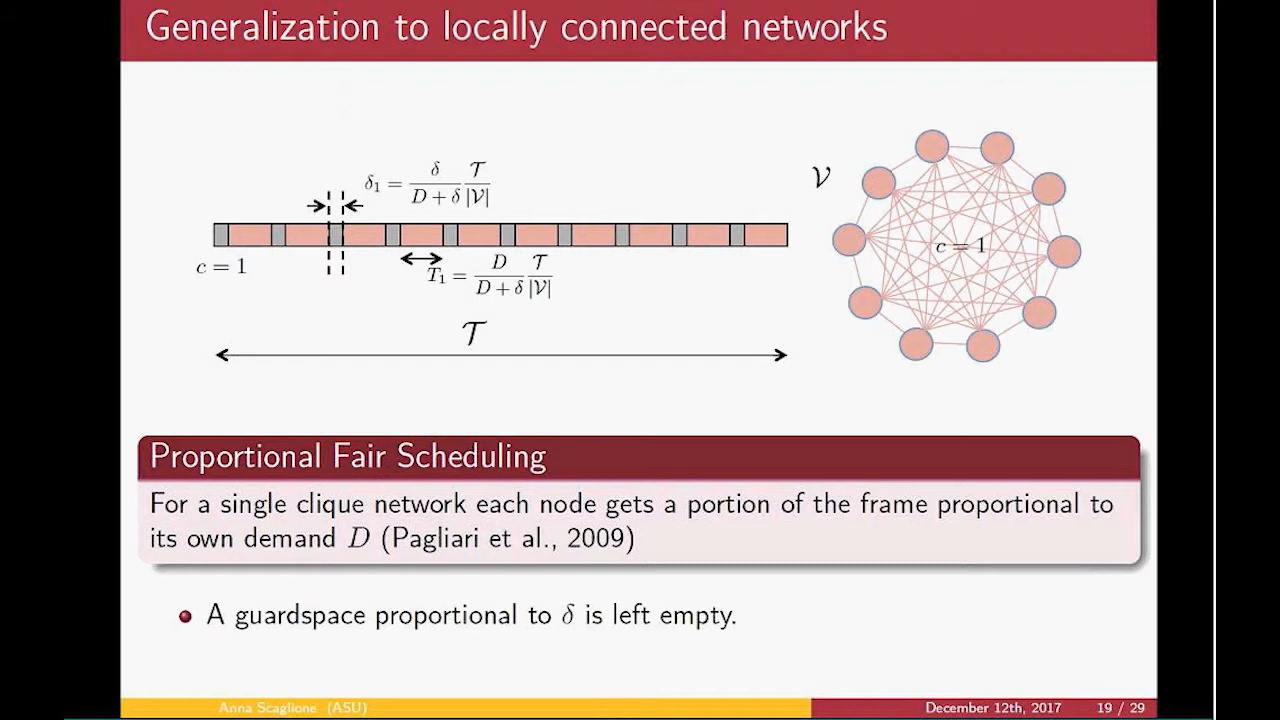 Generalization to locally connected networks
δ₁ = δ/(D + δ) 𝒯/|𝒱|
𝒱
c = 1
c = 1
T₁ = D/(D + δ) 𝒯/|𝒱|
𝒯
Proportional Fair Scheduling
For a single clique network each node gets a portion of the frame proportional to
its own demand D (Pagliari et al., 2009)
A guardspace proportional to δ is left empty.
Anna Scaglione (ASU)
December 12th, 2017
19 / 29